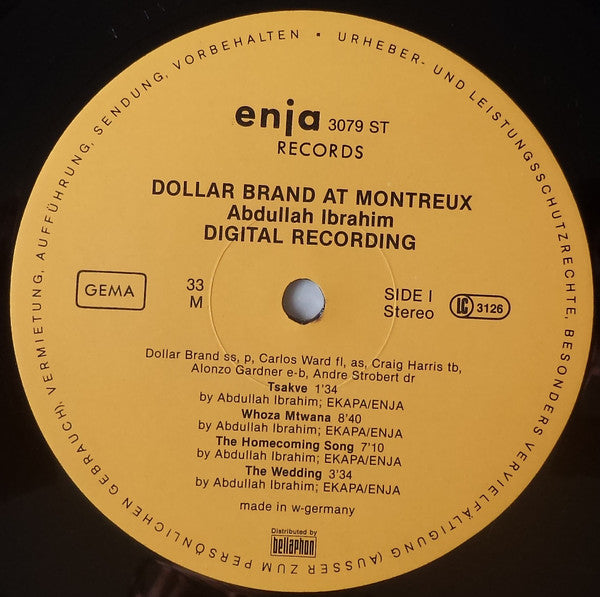 URHEBER- UND LEISTUNGSSCHUTZRECHTE, BESONDERS VERVIELFÄLTIGUNG (AUSSER ZUM PERSÖNLICHEN GEBRAUCH), VERMIETUNG, AUFFÜHRUNG, SENDUNG, VORBEHALTEN •
enja 3079 ST
RECORDS
DOLLAR BRAND AT MONTREUX
Abdullah Ibrahim
DIGITAL RECORDING
GEMA
33
M
SIDE I
Stereo
LC 3126
Dollar Brand ss, p, Carlos Ward fl, as, Craig Harris tb,
Alonzo Gardner e-b, Andre Strobert dr
Tsakve 1'34
by Abdullah Ibrahim; EKAPA/ENJA
Whoza Mtwana 8'40
by Abdullah Ibrahim; EKAPA/ENJA
The Homecoming Song 7'10
by Abdullah Ibrahim; EKAPA/ENJA
The Wedding 3'34
by Abdullah Ibrahim; EKAPA/ENJA
made in w-germany
Distributed by
bellaphon